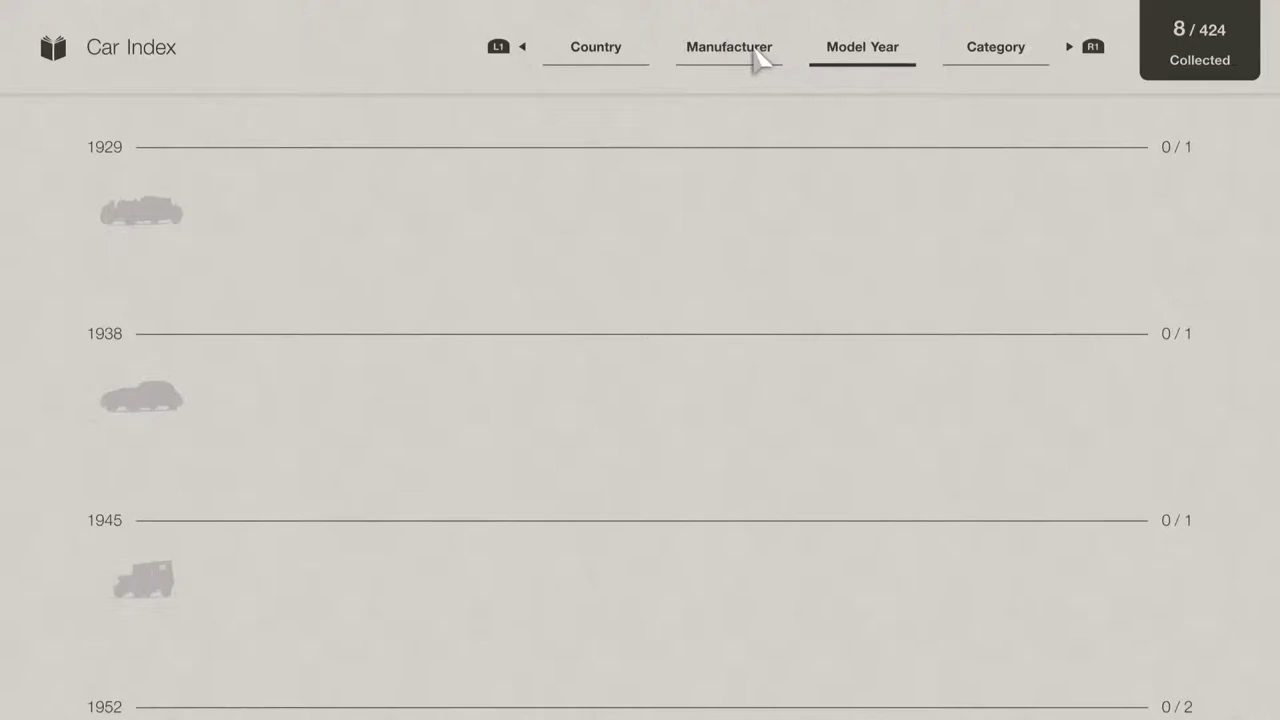 Car Index
L1 Country Manufacturer Model Year Category R1
8 / 424
Collected
1929 0 / 1
1938 0 / 1
1945 0 / 1
1952 0 / 2